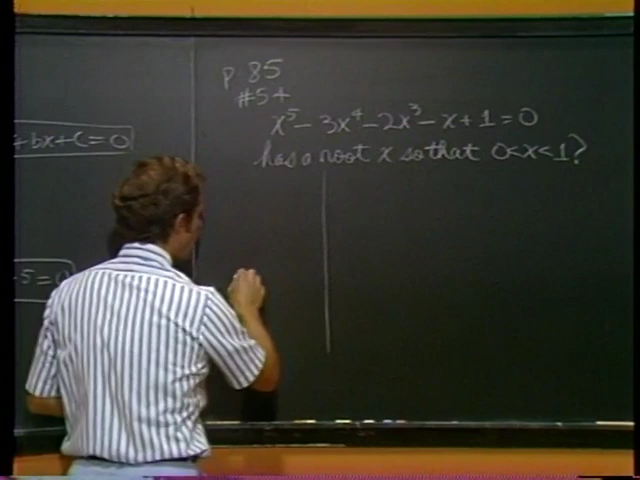 p. 85
#54
x⁵ - 3x⁴ - 2x³ - x + 1 = 0
has a root x so that 0<x<1?
+bx+c=0
-5=0